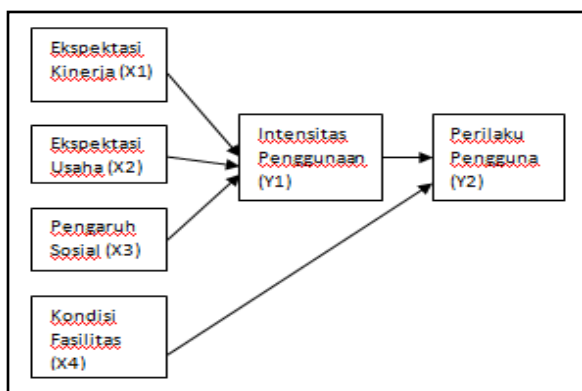 Ekspektasi
Kinerja (X1)
Ekspektasi
Usaha (X2)
Pengaruh
Sosial (X3)
Kondisi
Fasilitas
(X4)
Intensitas
Penggunaan
(Y1)
Perilaku
Pengguna
(Y2)